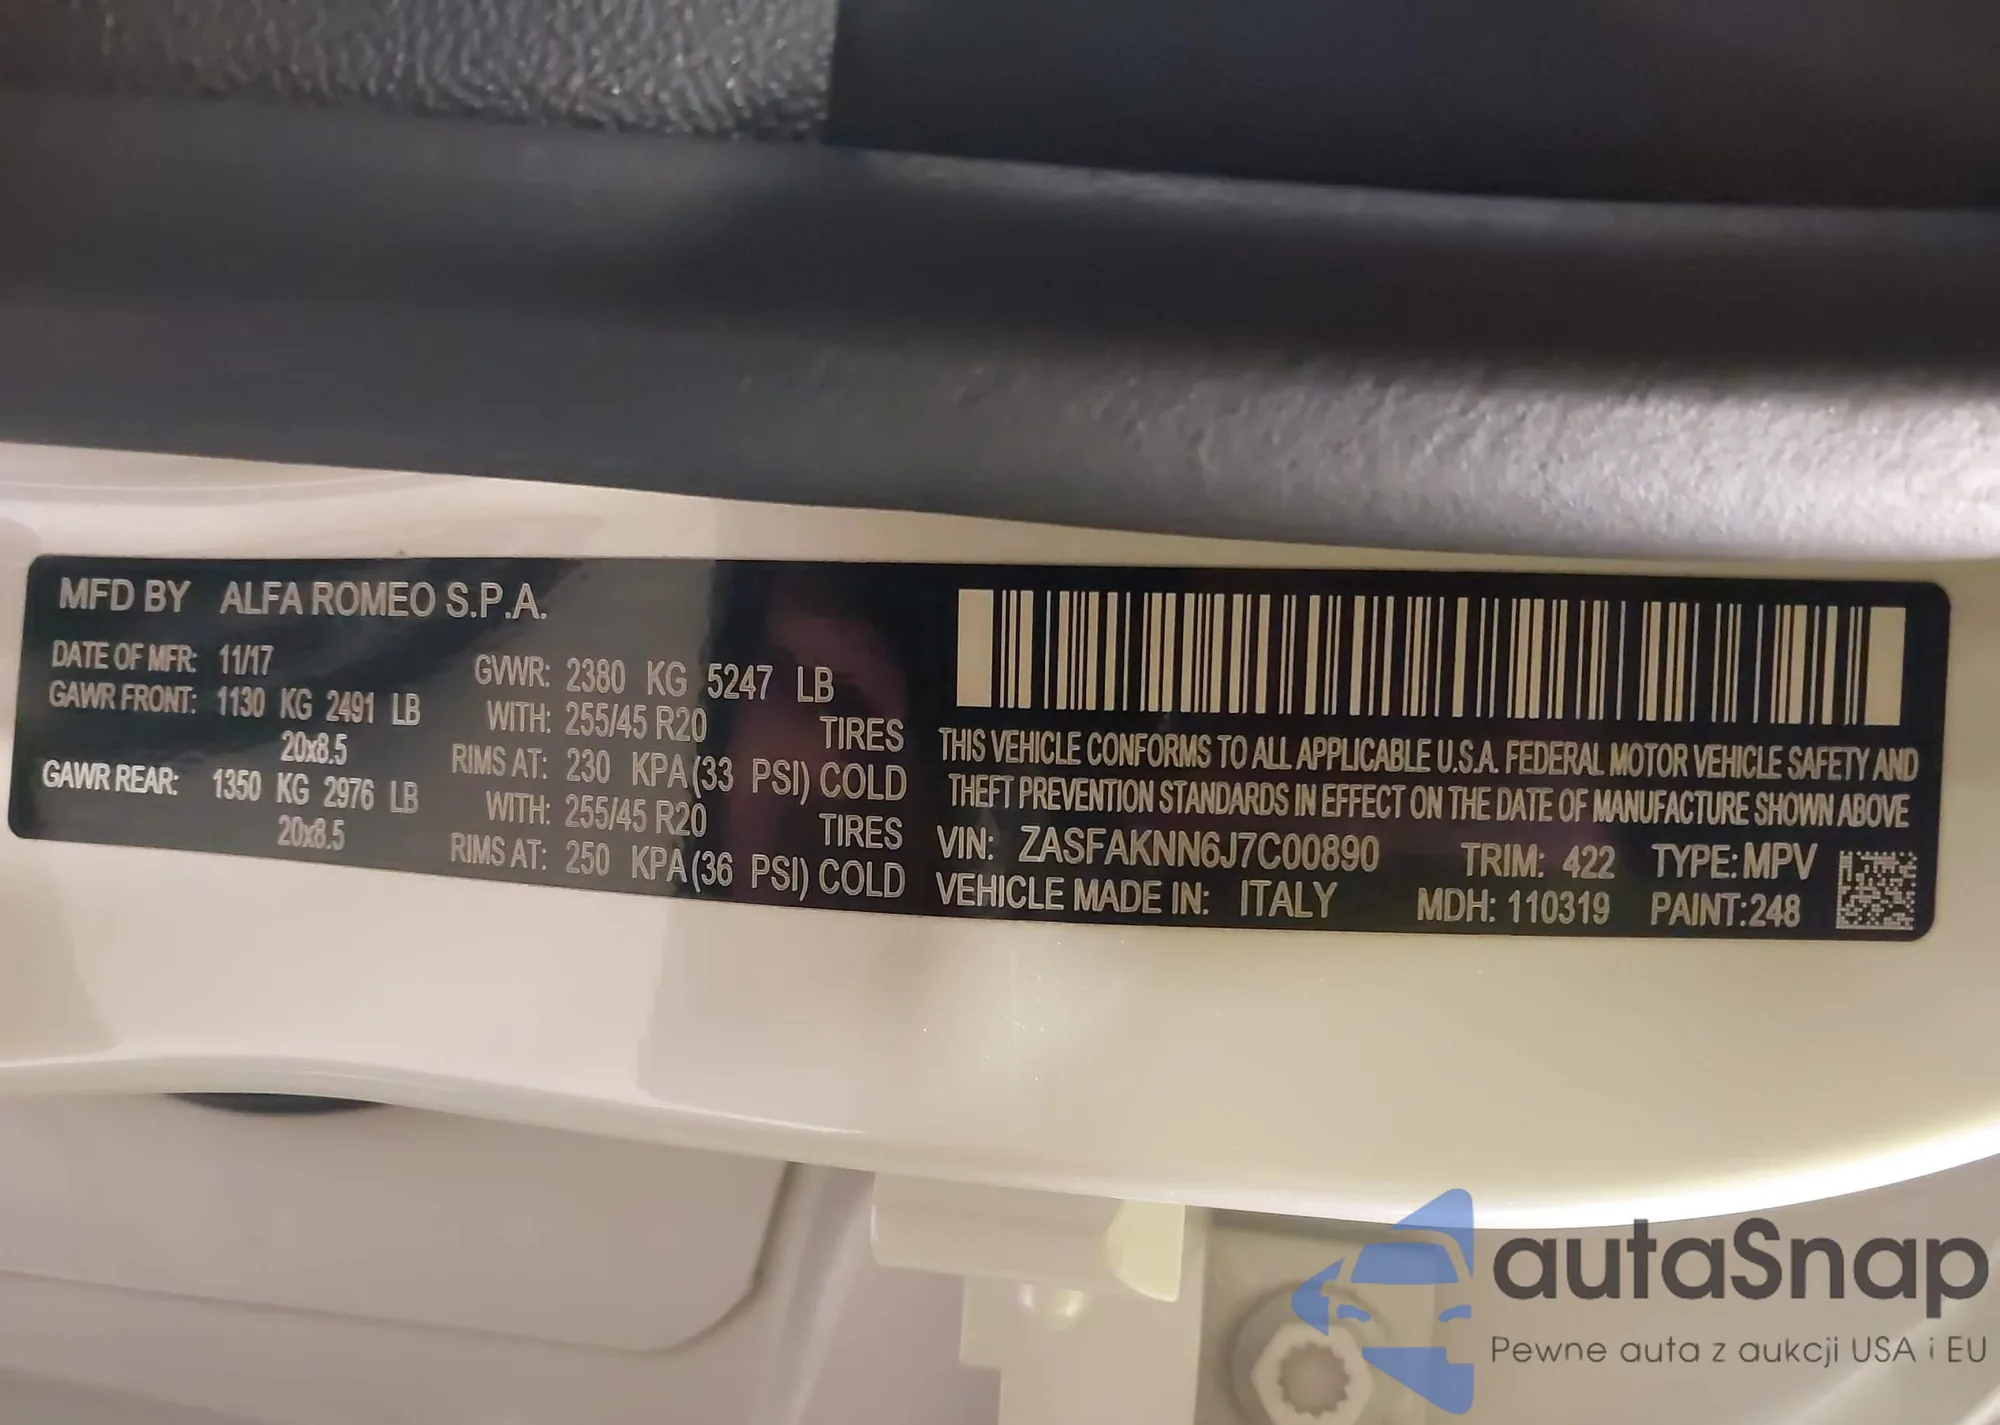 MFD BY ALFA ROMEO S.P.A.
DATE OF MFR: 11/17
GAWR FRONT: 1130 KG 2491 LB
20x8.5
GAWR REAR: 1350 KG 2976 LB
20x8.5
GVWR: 2380 KG 5247 LB
WITH: 255/45 R20 TIRES
RIMS AT: 230 KPA(33 PSI) COLD
WITH: 255/45 R20 TIRES
RIMS AT: 250 KPA(36 PSI) COLD
THIS VEHICLE CONFORMS TO ALL APPLICABLE U.S.A. FEDERAL MOTOR VEHICLE SAFETY AND
THEFT PREVENTION STANDARDS IN EFFECT ON THE DATE OF MANUFACTURE SHOWN ABOVE
VIN: ZASFAKNN6J7C00890 TRIM: 422 TYPE: MPV
VEHICLE MADE IN: ITALY MDH: 110319 PAINT:248
autaSnap
Pewne auta z aukcji USA i EU